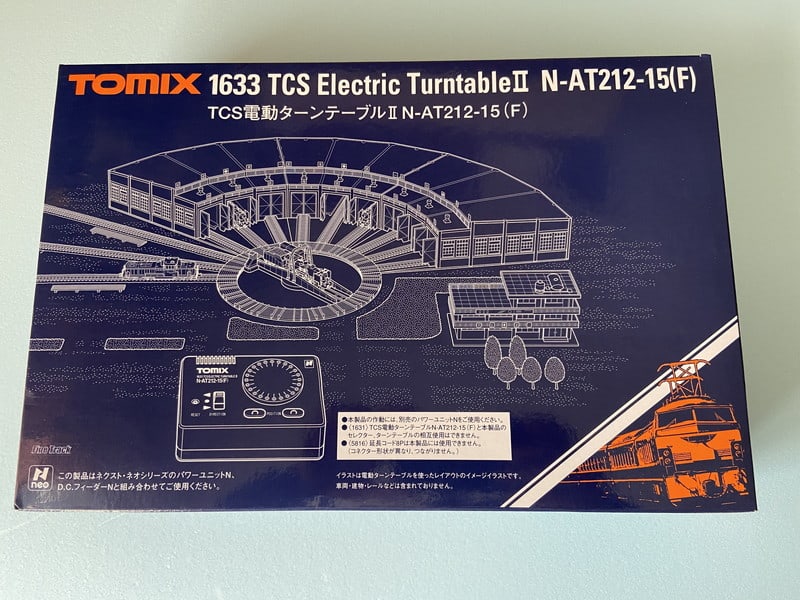 TOMIX 1633 TCS Electric TurntableⅡ N-AT212-15(F)
TCS電動ターンテーブルⅡ N-AT212-15(F)
TOMIX
1633 TCS ELECTRIC TURNTABLE Ⅱ
N-AT212-15(F)
RESET
DIRECTION
POSITION
●本製品の作動には、別売のパワーユニットNをご使用ください。
●〈1631〉TCS電動ターンテーブルN-AT212-15(F)と本製品の
セレクター、ターンテーブルの相互使用はできません。
●〈5816〉延長コード8Pは本製品には使用できません。
(コネクター形状が異なり、つながりません。)
Fine Track
neo
この製品はネクスト・ネオシリーズのパワーユニットN、
D.C.フィーダーNと組み合わせてご使用ください。
イラストは電動ターンテーブルを使ったレイアウトのイメージイラストです。
車両・建物・レールなどは含まれておりません。